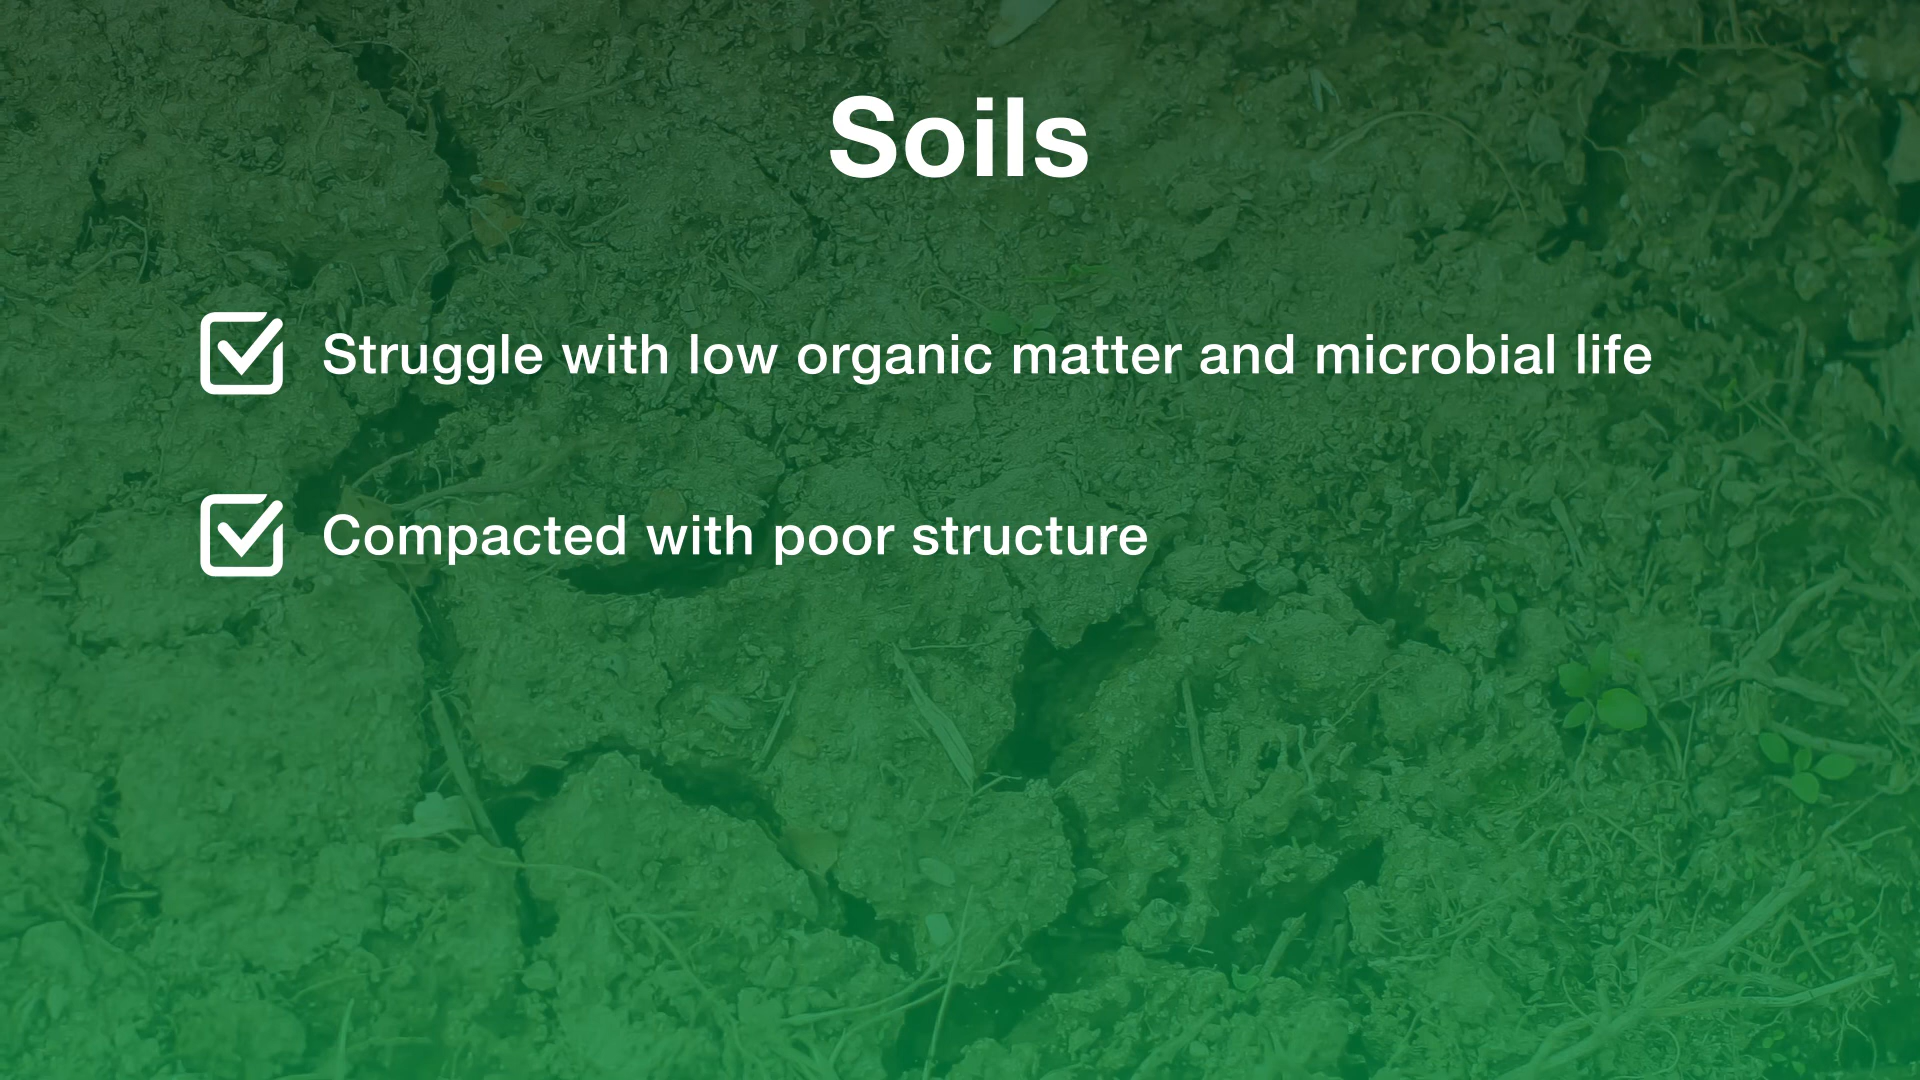 Soils
Struggle with low organic matter and microbial life
Compacted with poor structure